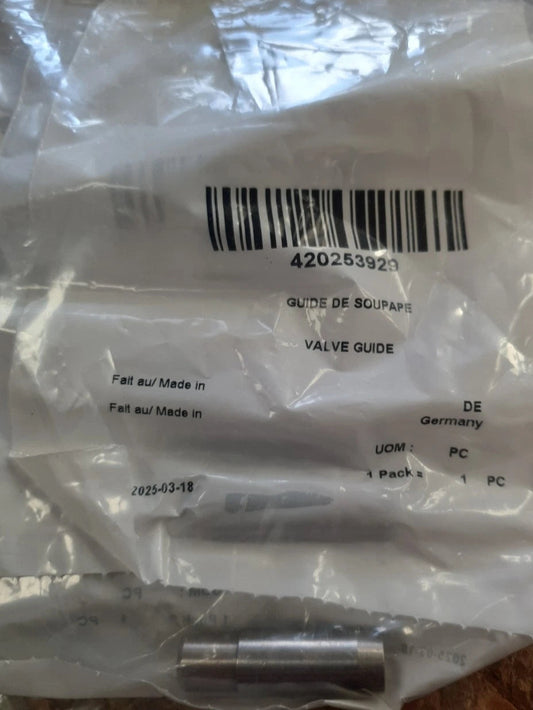 420253929
GUIDE DE SOUPAPE
VALVE GUIDE
Fait au/ Made in
DE
Fait au/ Made in
Germany
UOM : PC
1 Pack = 1 PC
2025-03-18